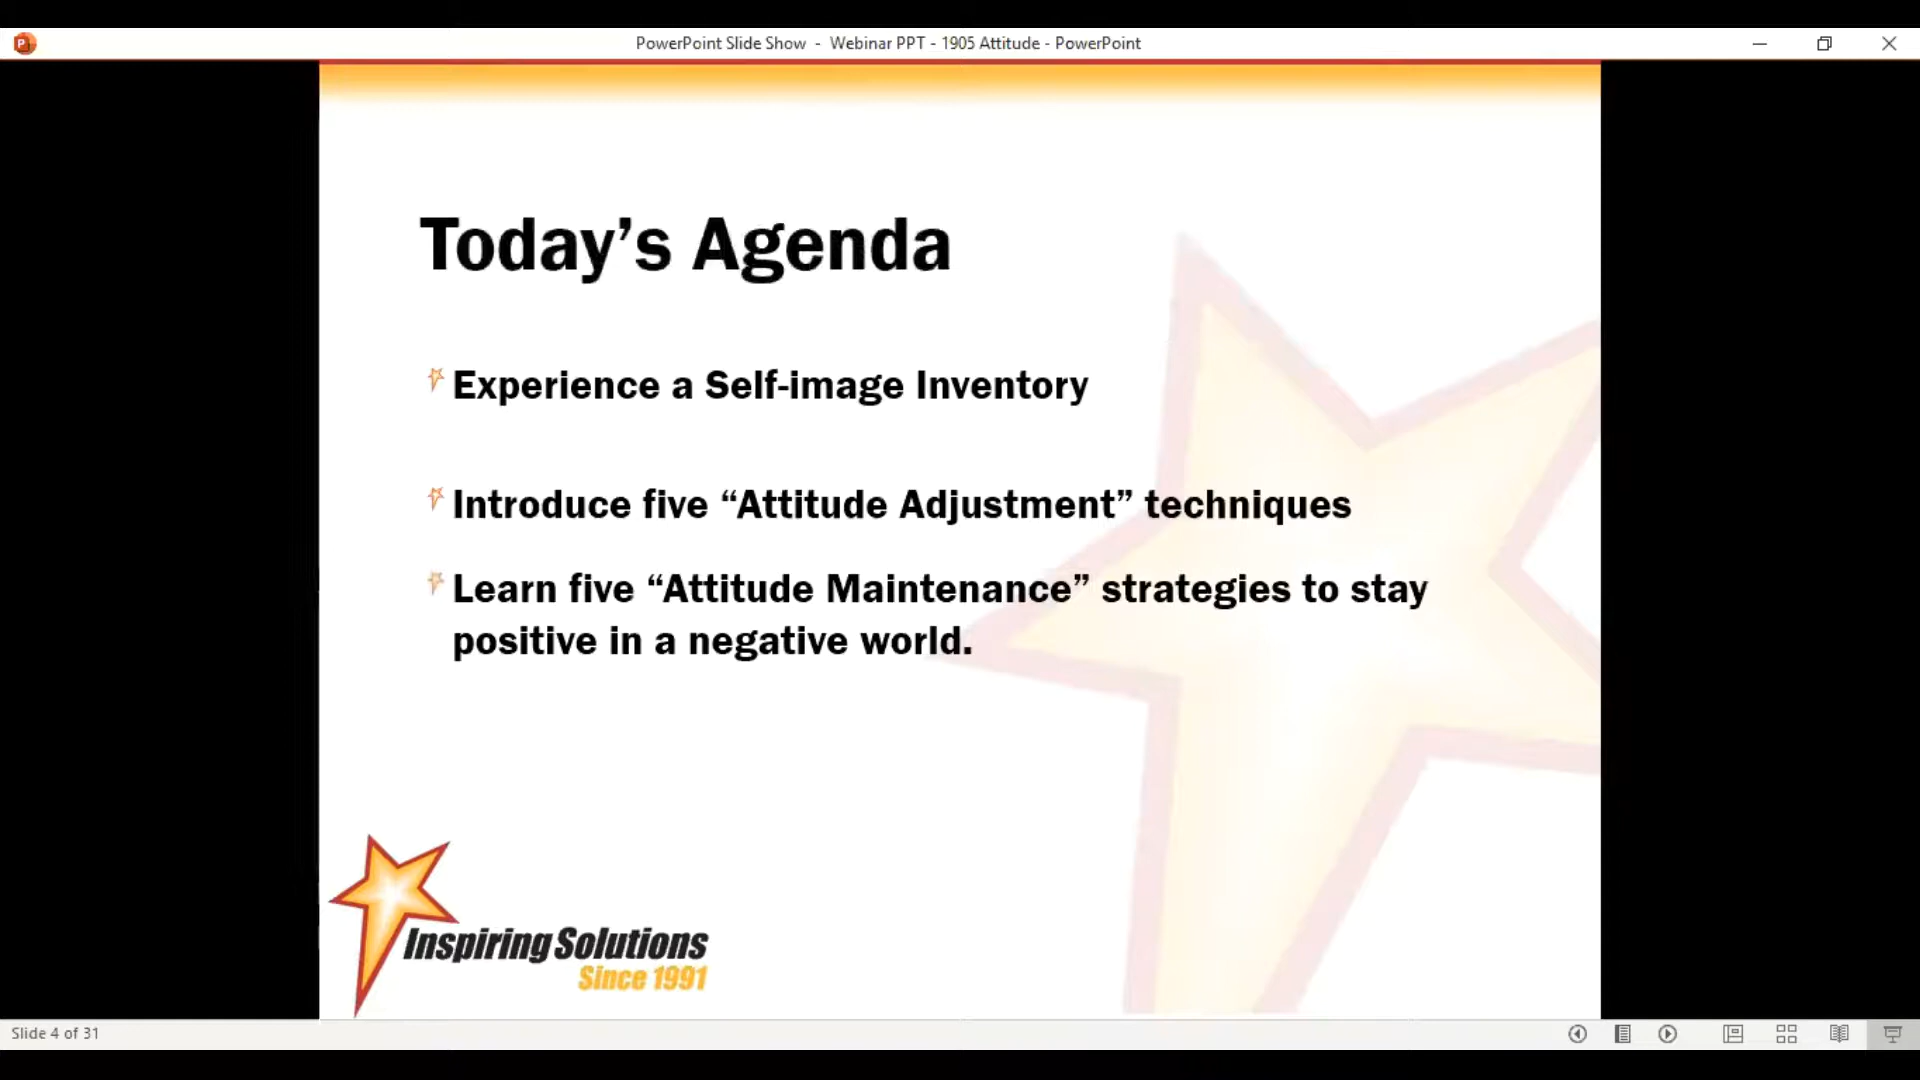 PowerPoint Slide Show - Webinar PPT - 1905 Attitude - PowerPoint
Today’s Agenda
Experience a Self-image Inventory
Introduce five “Attitude Adjustment” techniques
Learn five “Attitude Maintenance” strategies to stay
positive in a negative world.
Inspiring Solutions
Since 1991
Slide 4 of 31